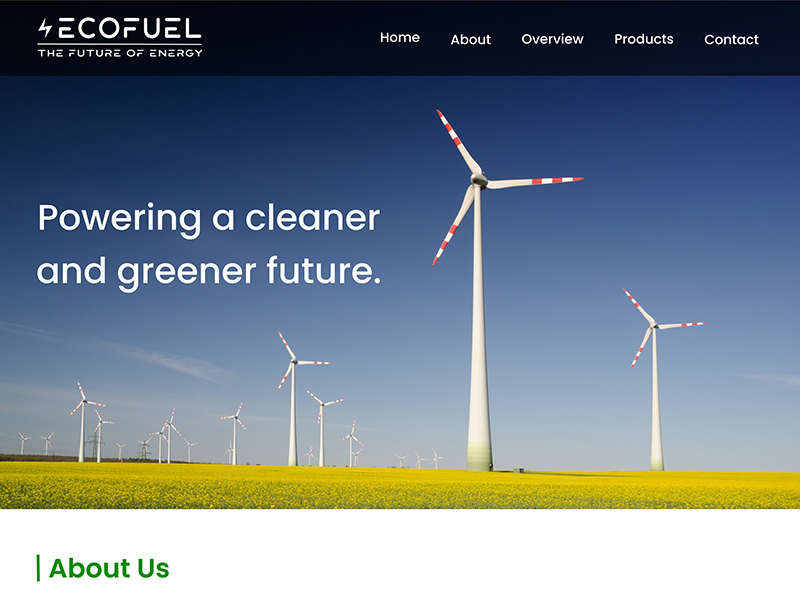 ECOFUEL
THE FUTURE OF ENERGY
Home About Overview Products Contact
Powering a cleaner
and greener future.
About Us